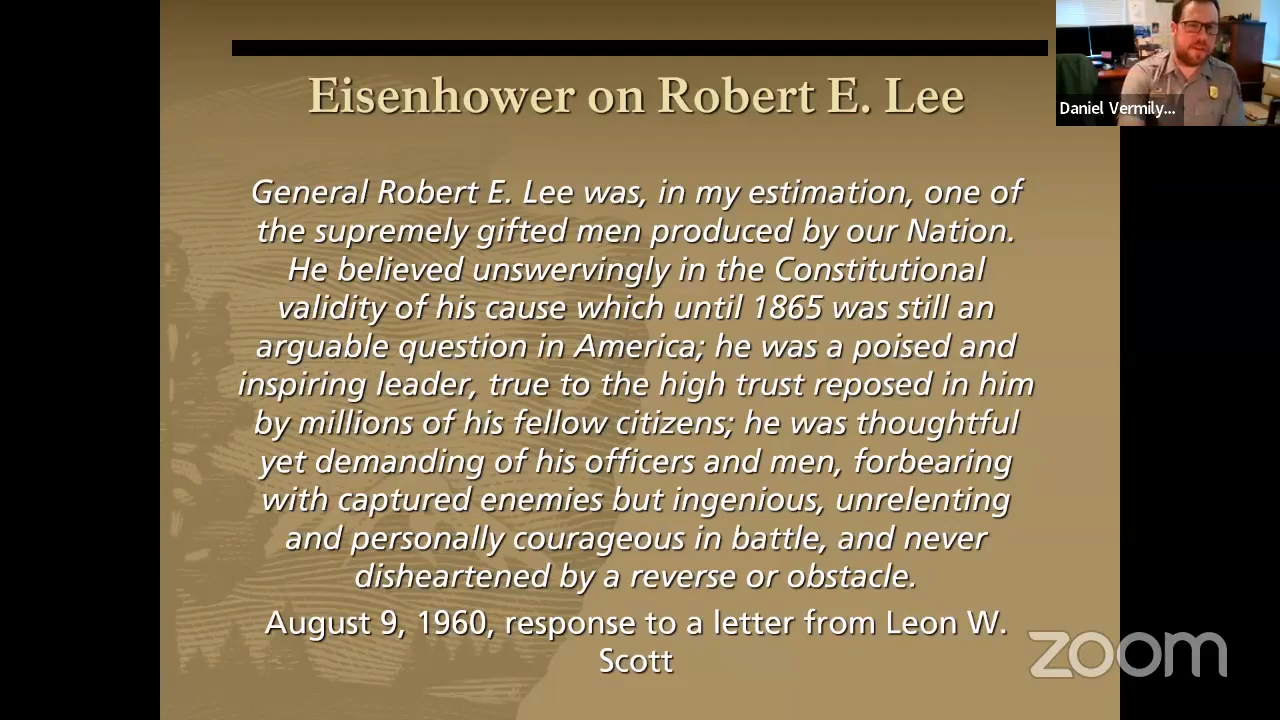 Eisenhower on Robert E. Lee
General Robert E. Lee was, in my estimation, one of
the supremely gifted men produced by our Nation.
He believed unswervingly in the Constitutional
validity of his cause which until 1865 was still an
arguable question in America; he was a poised and
inspiring leader, true to the high trust reposed in him
by millions of his fellow citizens; he was thoughtful
yet demanding of his officers and men, forbearing
with captured enemies but ingenious, unrelenting
and personally courageous in battle, and never
disheartened by a reverse or obstacle.
August 9, 1960, response to a letter from Leon W.
Scott
Daniel Vermily...
zoom